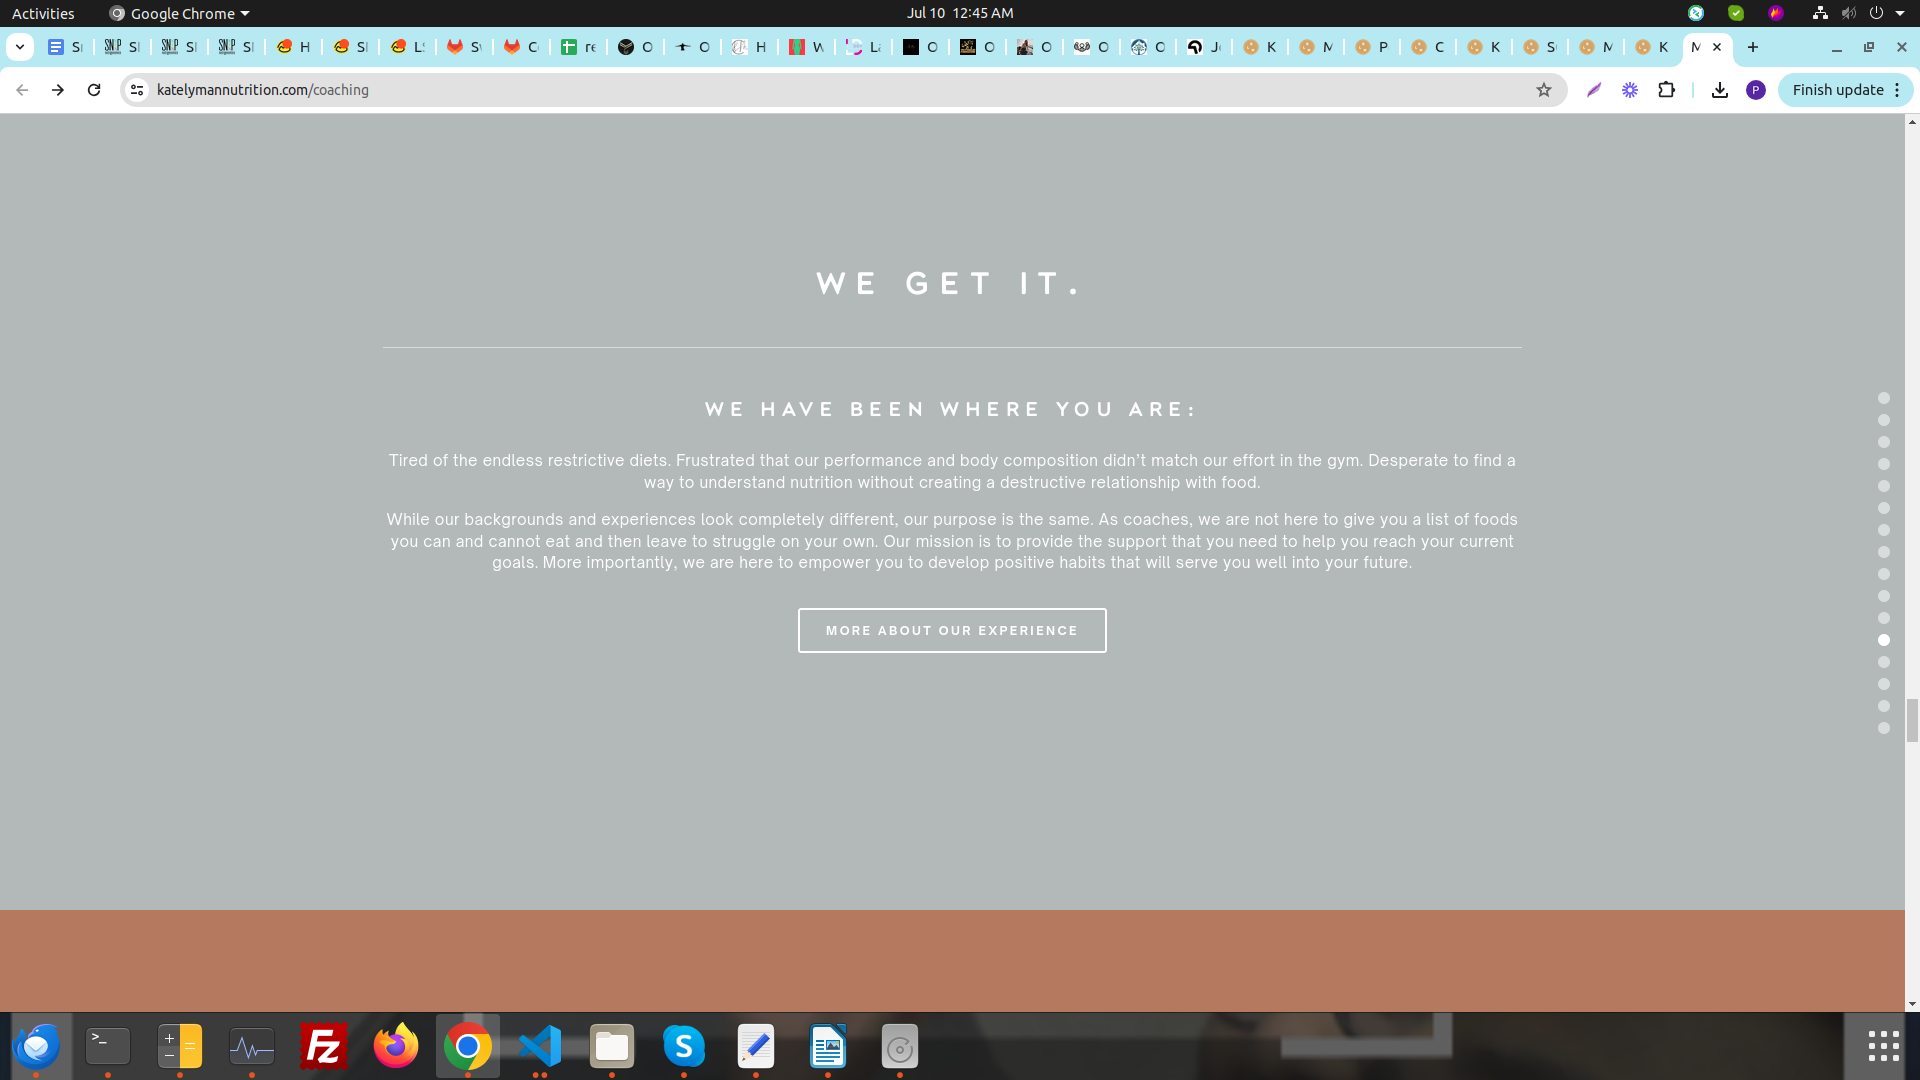 Activities Google Chrome Jul 10 12:45 AM
katelymannutrition.com/coaching Finish update
WE GET IT.
WE HAVE BEEN WHERE YOU ARE:
Tired of the endless restrictive diets. Frustrated that our performance and body composition didn’t match our effort in the gym. Desperate to find a
way to understand nutrition without creating a destructive relationship with food.
While our backgrounds and experiences look completely different, our purpose is the same. As coaches, we are not here to give you a list of foods
you can and cannot eat and then leave to struggle on your own. Our mission is to provide the support that you need to help you reach your current
goals. More importantly, we are here to empower you to develop positive habits that will serve you well into your future.
MORE ABOUT OUR EXPERIENCE